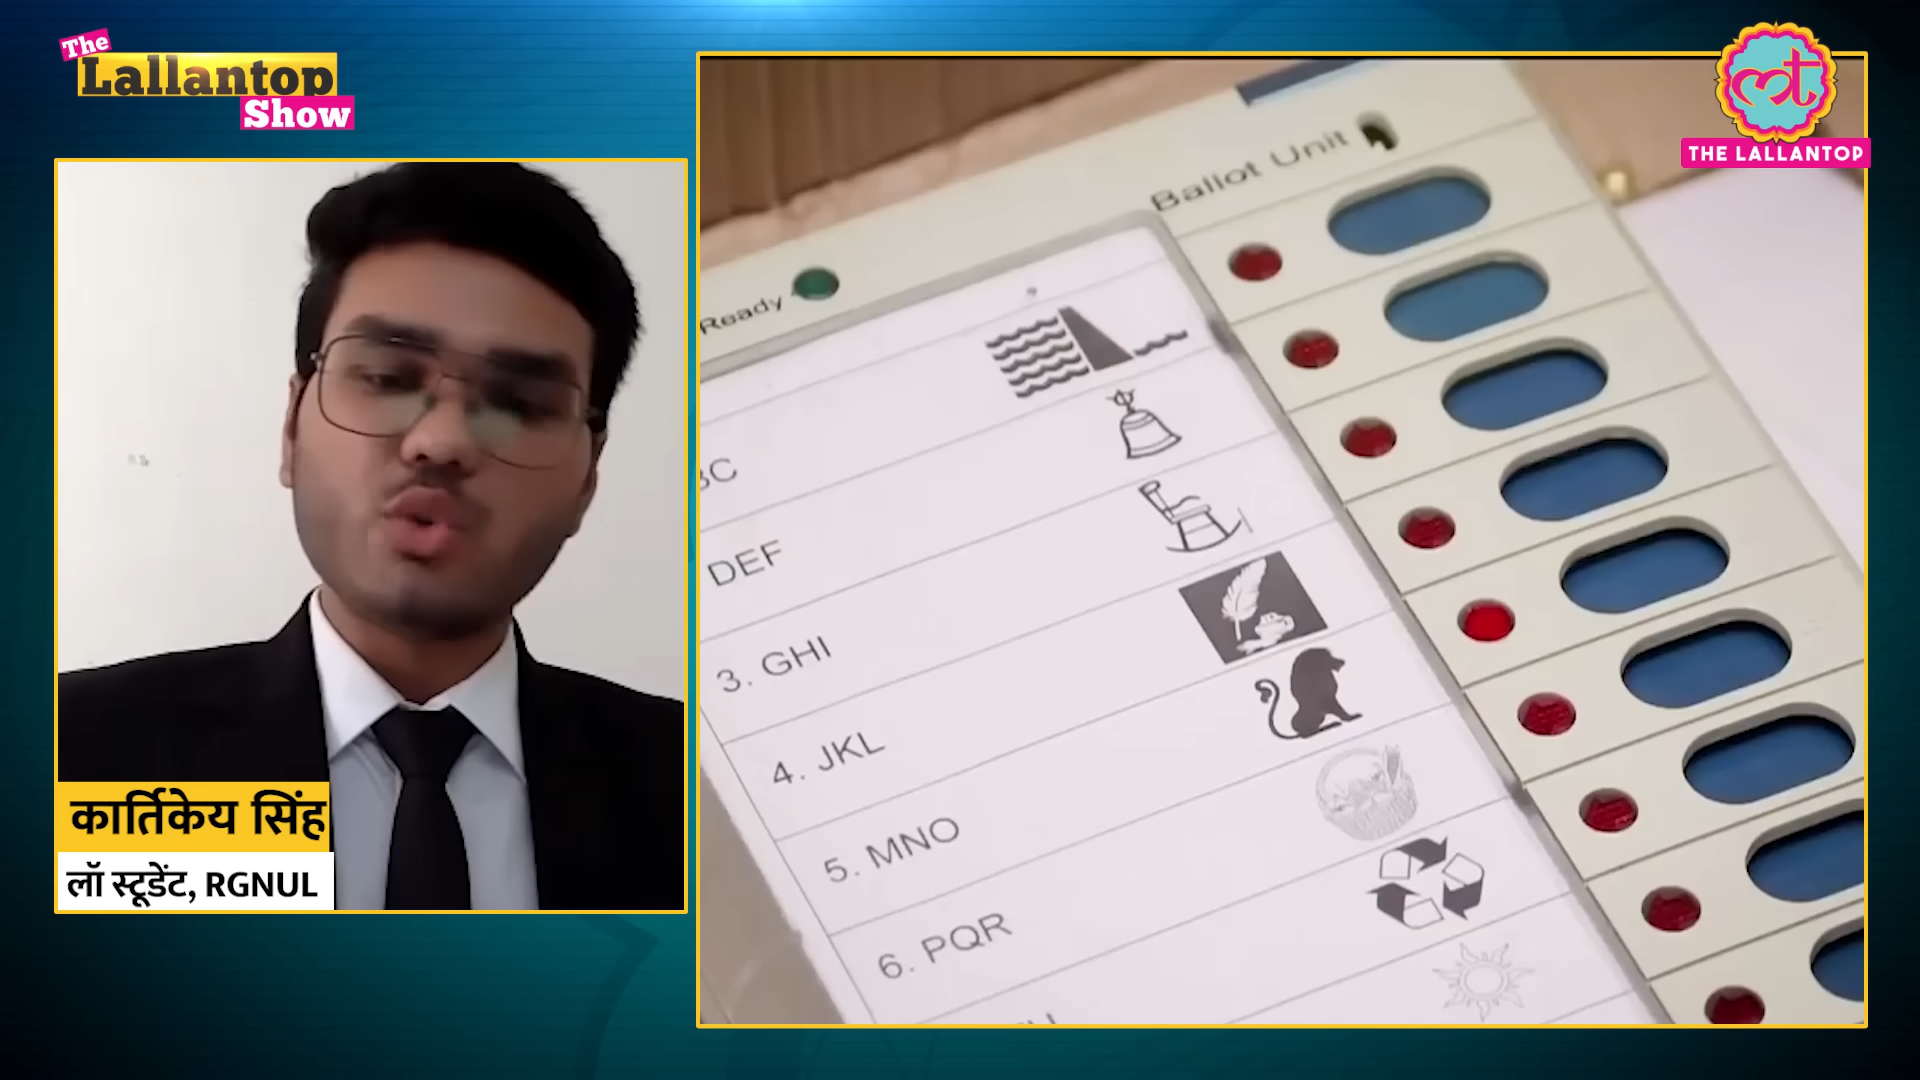 The
Lallantop
Show
THE LALLANTOP
Ballot Unit
Ready
DEF
3. GHI
4. JKL
5. MNO
6. PQR
कार्तिकेय सिंह
लॉ स्टूडेंट, RGNUL